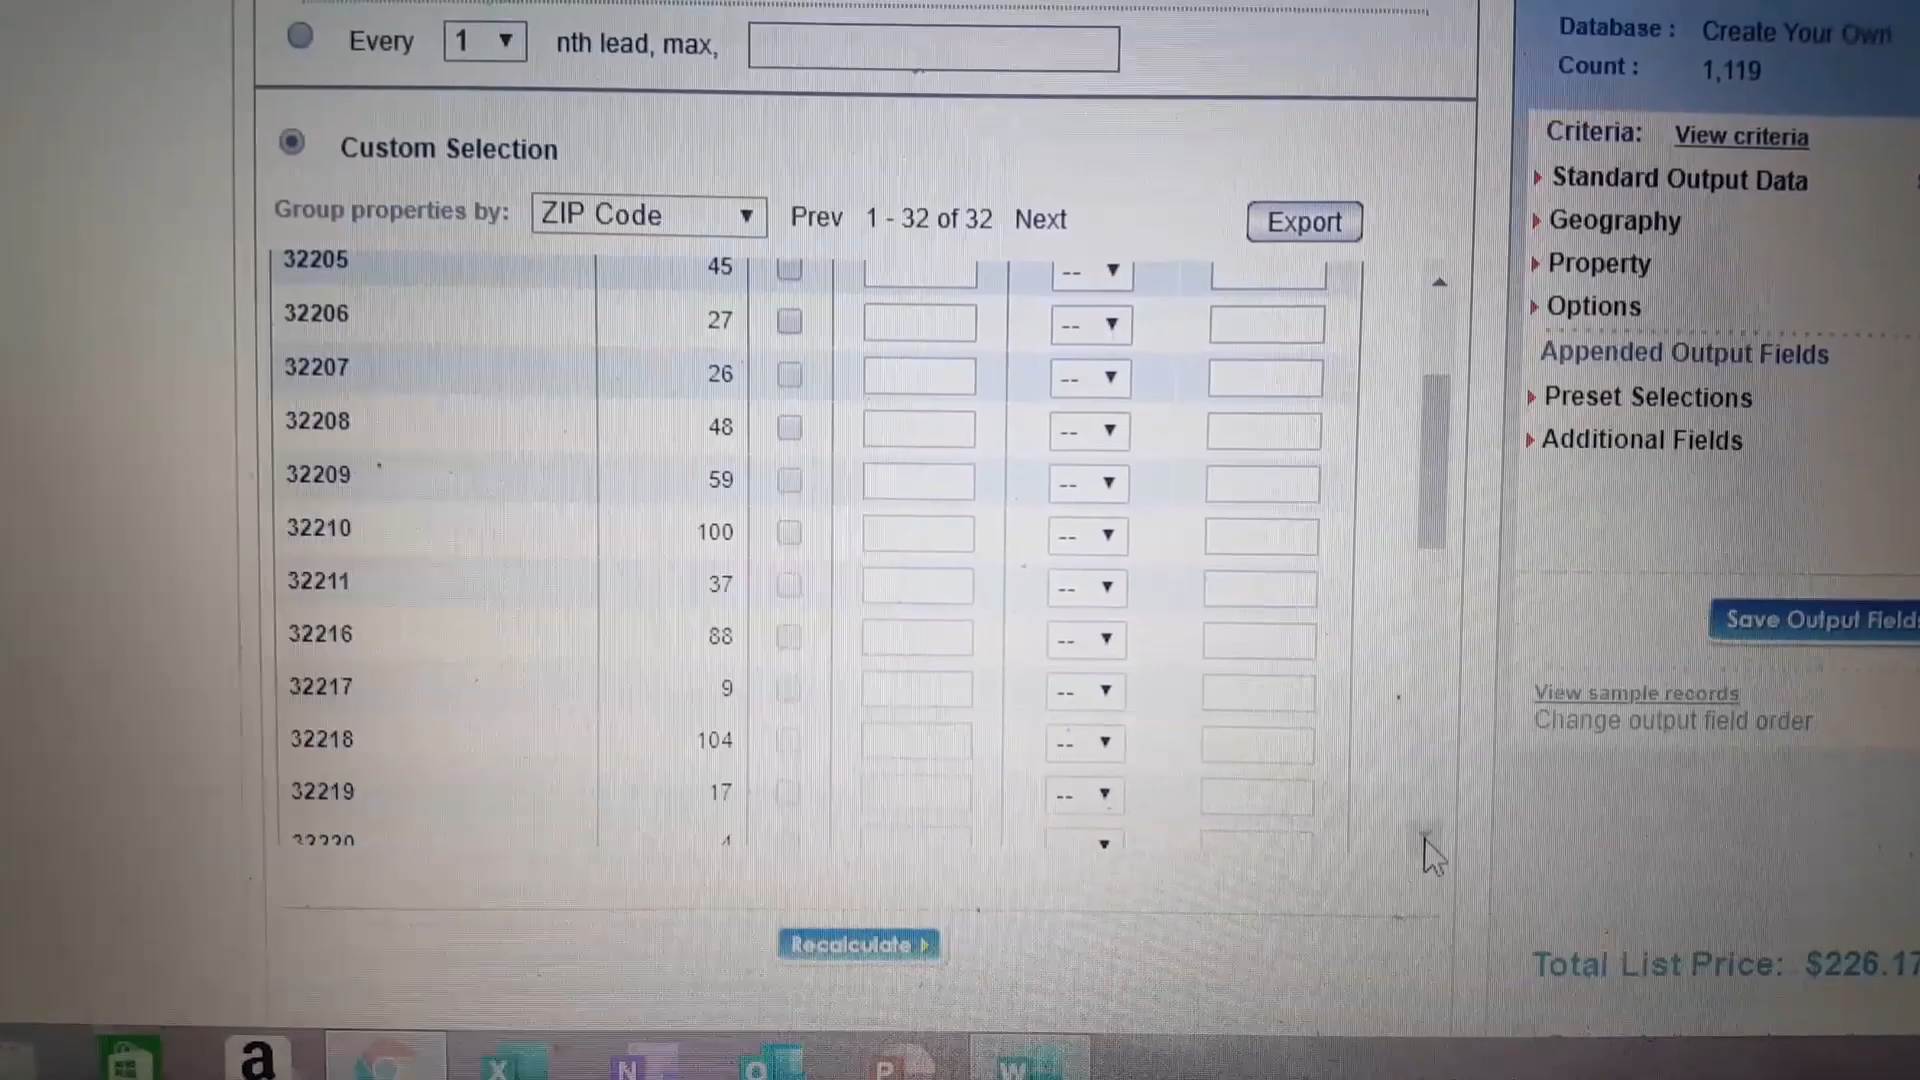 Every 1 ▼ nth lead, max,
Custom Selection
Group properties by: ZIP Code ▼ Prev 1 - 32 of 32 Next Export
32205 45 -- ▼
32206 27 -- ▼
32207 26 -- ▼
32208 48 -- ▼
32209 59 -- ▼
32210 100 -- ▼
32211 37 -- ▼
32216 88 -- ▼
32217 9 -- ▼
32218 104 -- ▼
32219 17 -- ▼
32220 4 ▼
Recalculate
Database : Create Your Own
Count : 1,119
Criteria: View criteria
Standard Output Data
Geography
Property
Options
Appended Output Fields
Preset Selections
Additional Fields
Save Output Fields
View sample records
Change output field order
Total List Price: $226.17
a
X
N
O
P
W